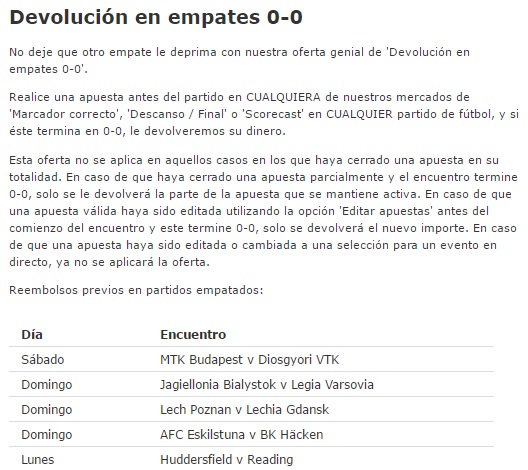 Devolución en empates 0-0
No deje que otro empate le deprima con nuestra oferta genial de 'Devolución en
empates 0-0'.
Realice una apuesta antes del partido en CUALQUIERA de nuestros mercados de
'Marcador correcto', 'Descanso / Final' o 'Scorecast' en CUALQUIER partido de fútbol, y si
éste termina en 0-0, le devolveremos su dinero.
Esta oferta no se aplica en aquellos casos en los que haya cerrado una apuesta en su
totalidad. En caso de que haya cerrado una apuesta parcialmente y el encuentro termine
0-0, solo se le devolverá la parte de la apuesta que se mantiene activa. En caso de que
una apuesta válida haya sido editada utilizando la opción 'Editar apuestas' antes del
comienzo del encuentro y este termine 0-0, solo se devolverá el nuevo importe. En caso
de que una apuesta haya sido editada o cambiada a una selección para un evento en
directo, ya no se aplicará la oferta.
Reembolsos previos en partidos empatados:
Día Encuentro
Sábado MTK Budapest v Diosgyori VTK
Domingo Jagiellonia Bialystok v Legia Varsovia
Domingo Lech Poznan v Lechia Gdansk
Domingo AFC Eskilstuna v BK Häcken
Lunes Huddersfield v Reading